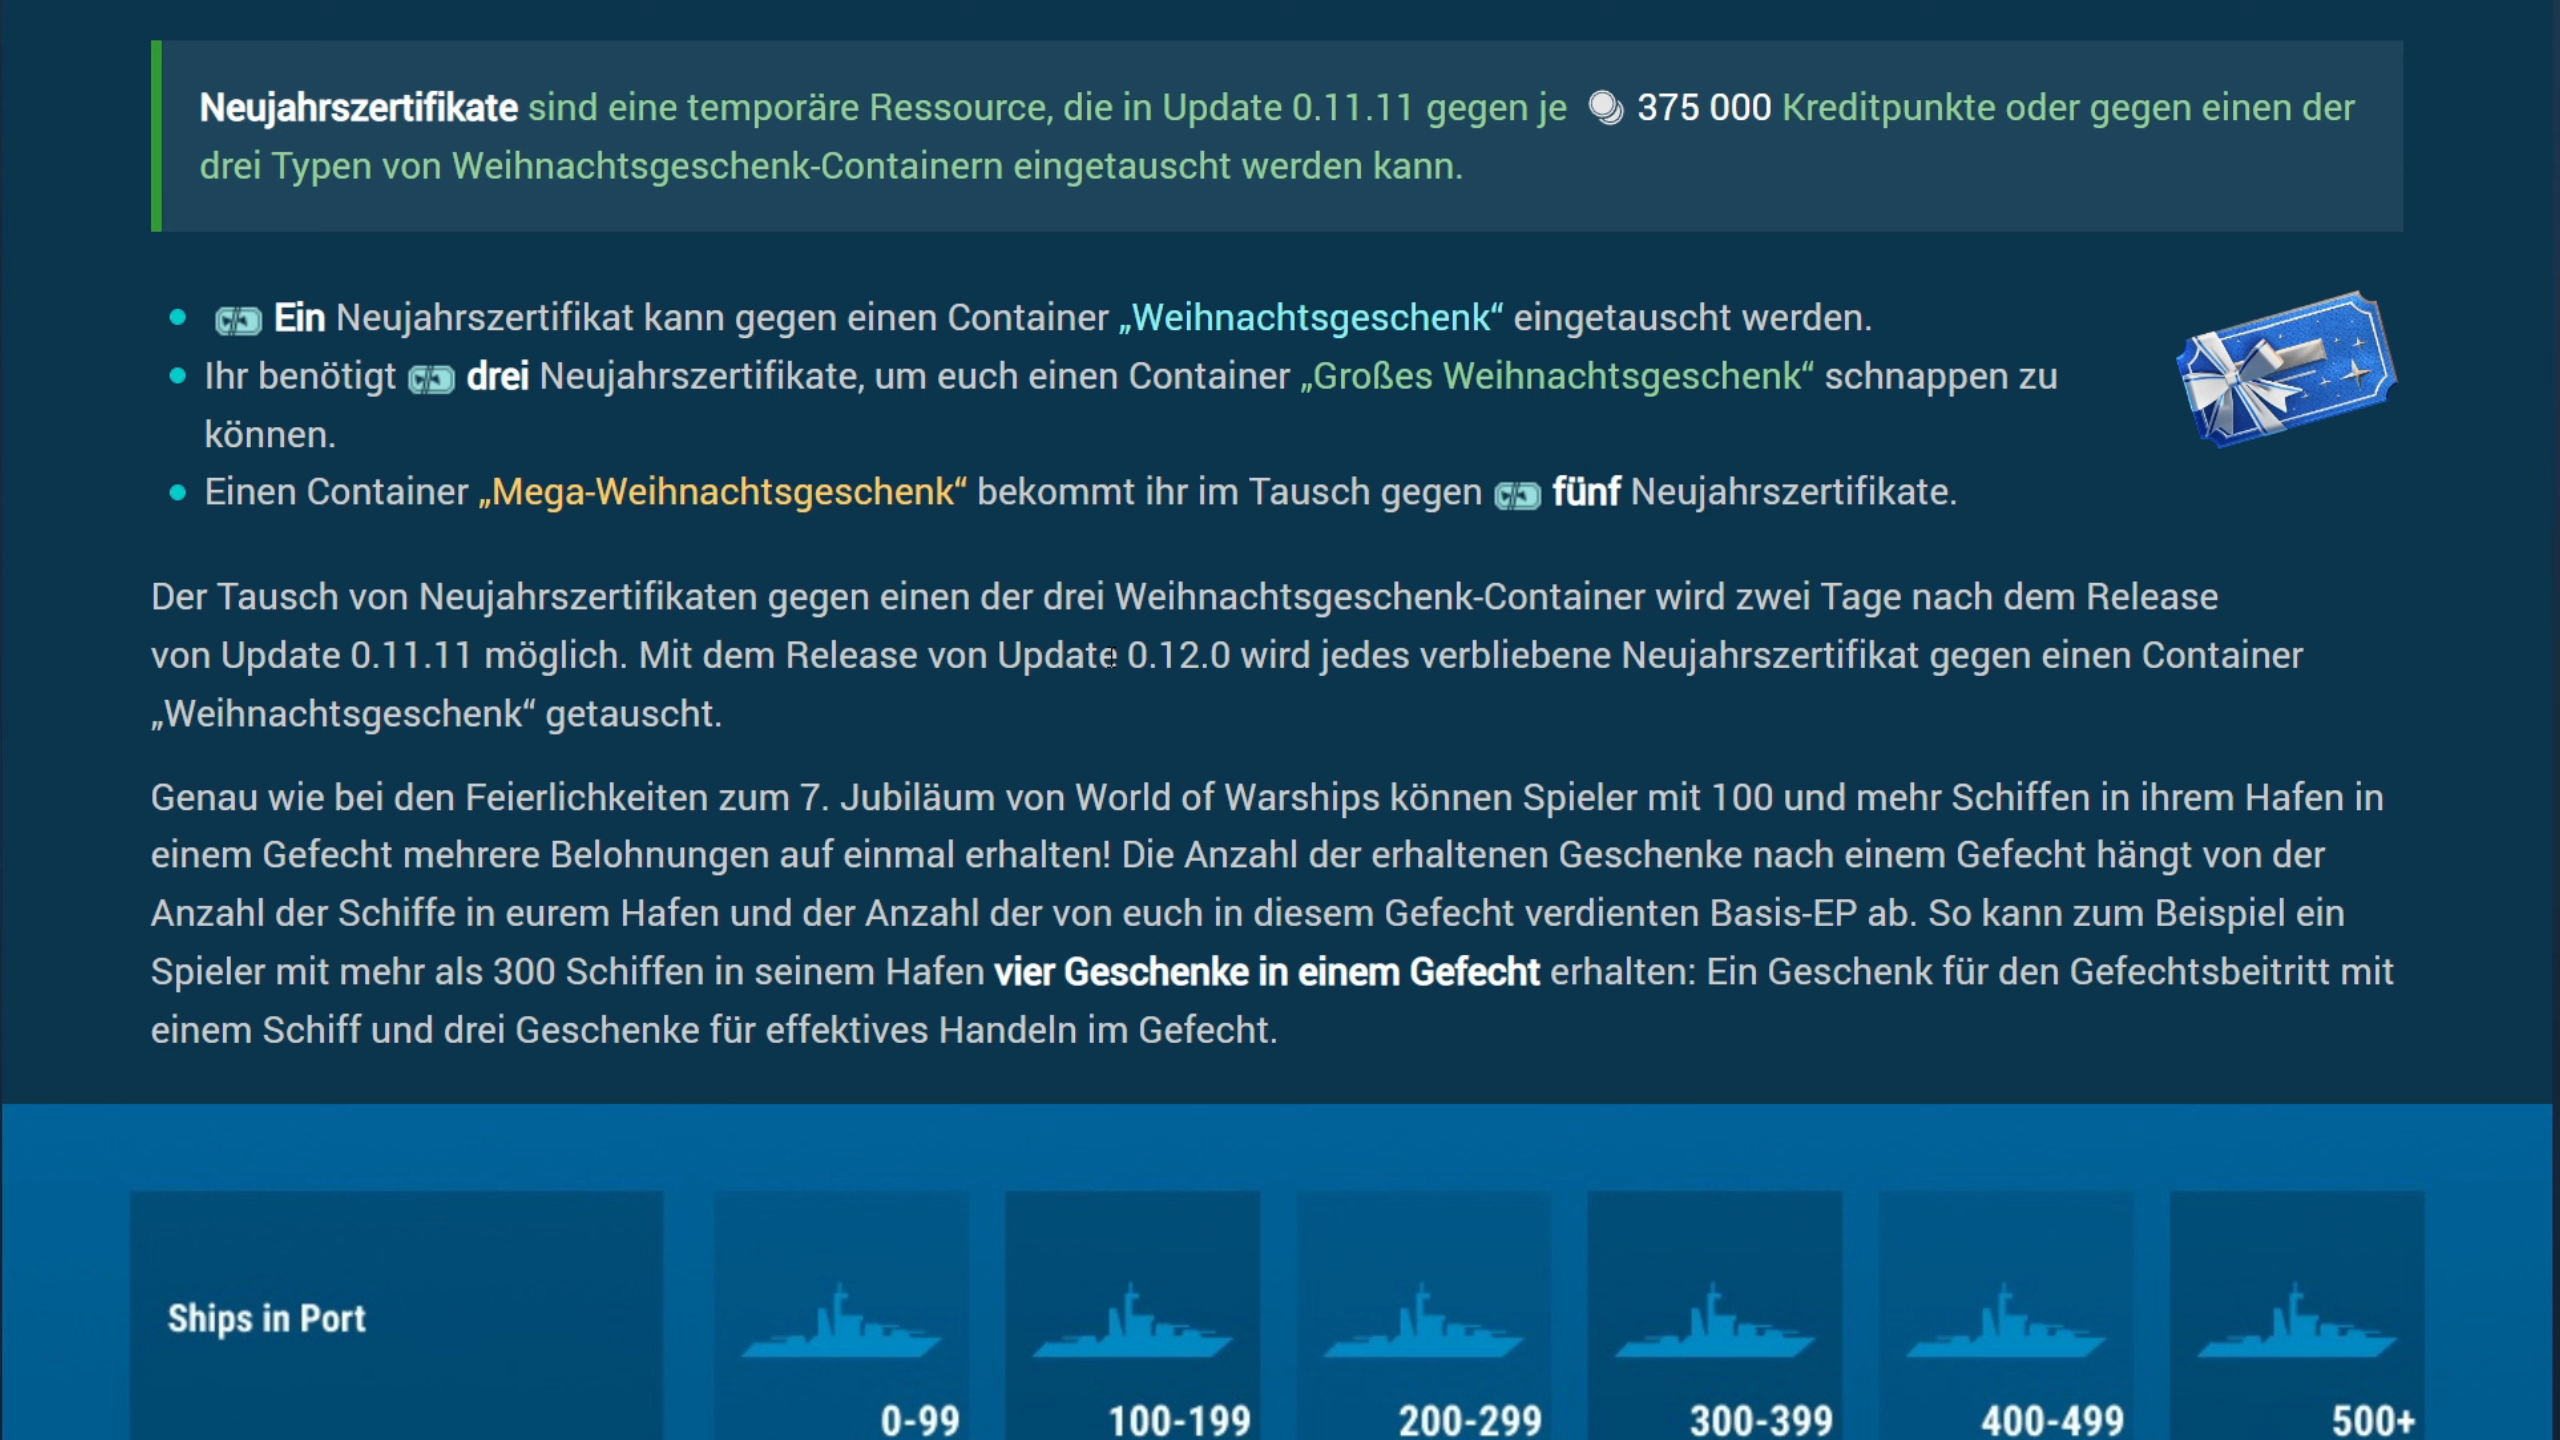 Neujahrszertifikate sind eine temporäre Ressource, die in Update 0.11.11 gegen je 375 000 Kreditpunkte oder gegen einen der
drei Typen von Weihnachtsgeschenk-Containern eingetauscht werden kann.
Ein Neujahrszertifikat kann gegen einen Container „Weihnachtsgeschenk“ eingetauscht werden.
Ihr benötigt drei Neujahrszertifikate, um euch einen Container „Großes Weihnachtsgeschenk“ schnappen zu
können.
Einen Container „Mega-Weihnachtsgeschenk“ bekommt ihr im Tausch gegen fünf Neujahrszertifikate.
Der Tausch von Neujahrszertifikaten gegen einen der drei Weihnachtsgeschenk-Container wird zwei Tage nach dem Release
von Update 0.11.11 möglich. Mit dem Release von Update 0.12.0 wird jedes verbliebene Neujahrszertifikat gegen einen Container
„Weihnachtsgeschenk“ getauscht.
Genau wie bei den Feierlichkeiten zum 7. Jubiläum von World of Warships können Spieler mit 100 und mehr Schiffen in ihrem Hafen in
einem Gefecht mehrere Belohnungen auf einmal erhalten! Die Anzahl der erhaltenen Geschenke nach einem Gefecht hängt von der
Anzahl der Schiffe in eurem Hafen und der Anzahl der von euch in diesem Gefecht verdienten Basis-EP ab. So kann zum Beispiel ein
Spieler mit mehr als 300 Schiffen in seinem Hafen vier Geschenke in einem Gefecht erhalten: Ein Geschenk für den Gefechtsbeitritt mit
einem Schiff und drei Geschenke für effektives Handeln im Gefecht.
Ships in Port
0-99 100-199 200-299 300-399 400-499 500+